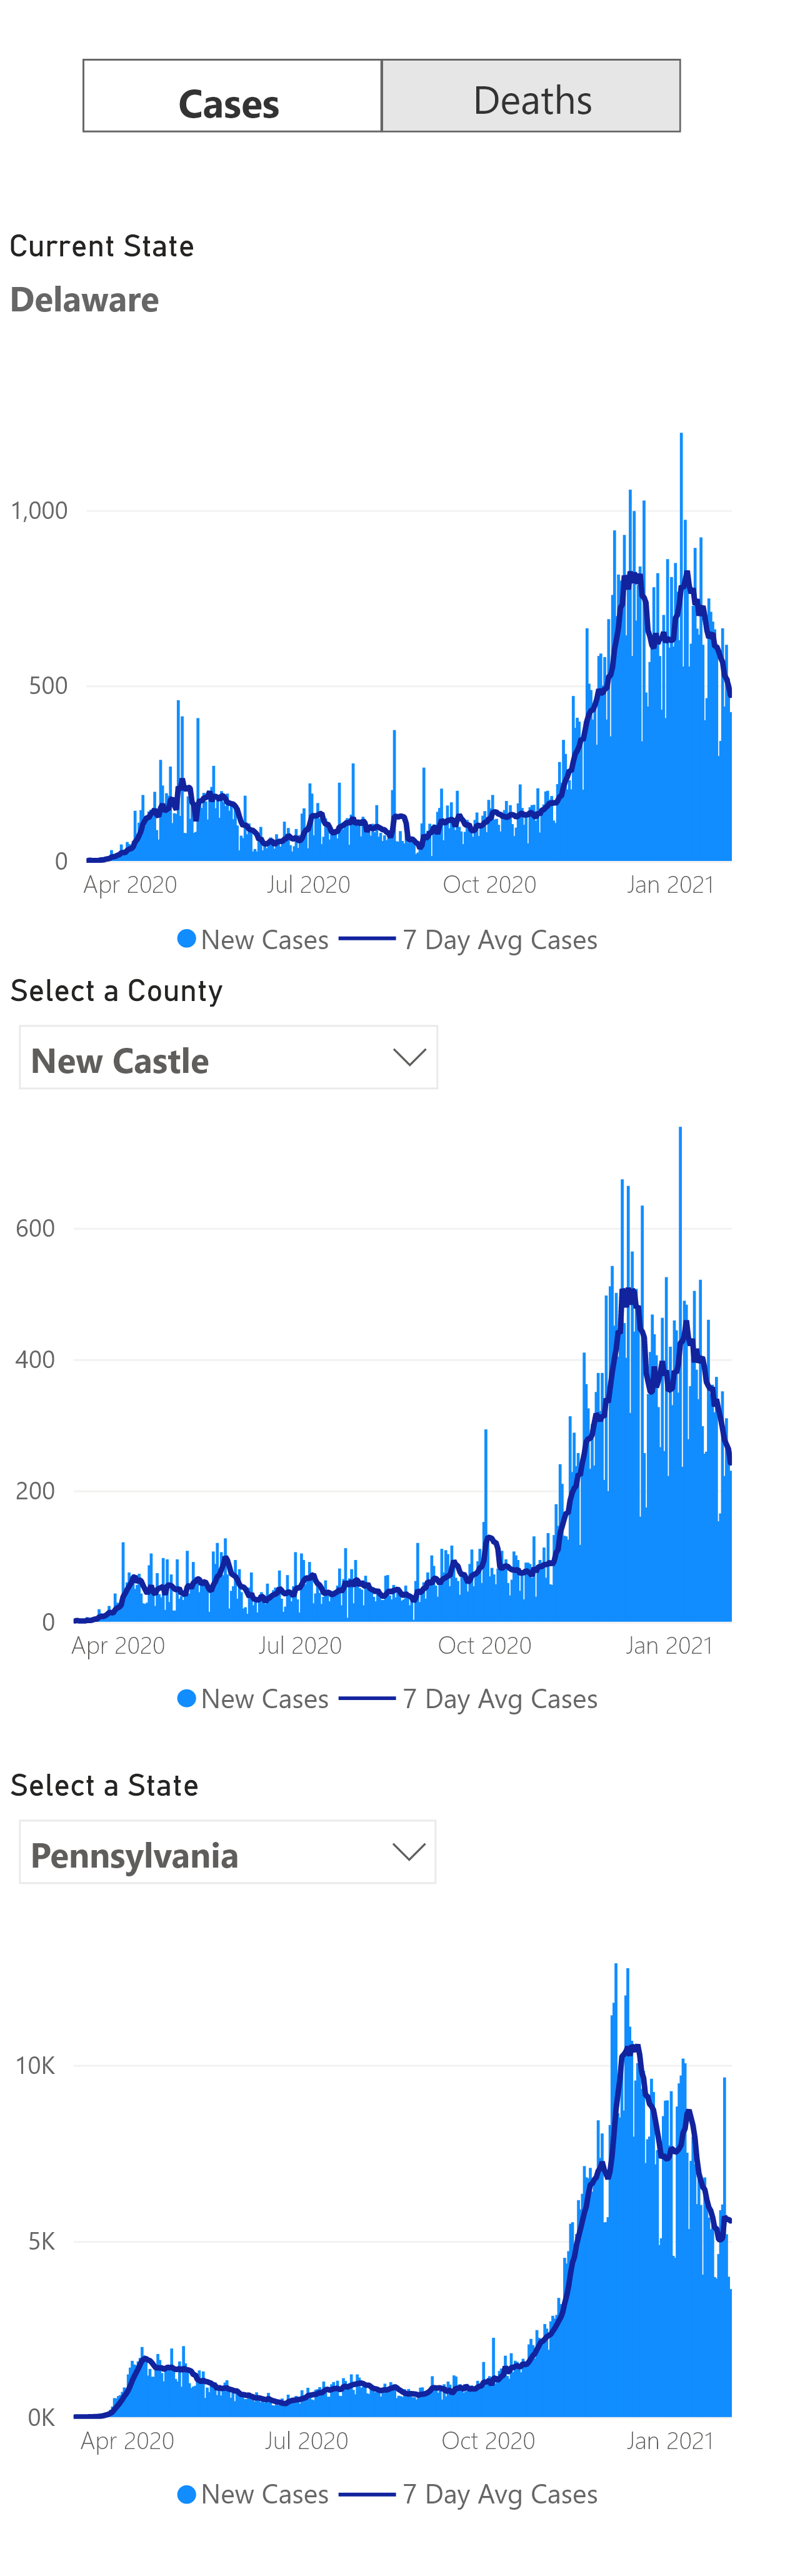 Cases Deaths
Current State
Delaware
1,000
500
0
Apr 2020 Jul 2020 Oct 2020 Jan 2021
New Cases 7 Day Avg Cases
Select a County
New Castle
600
400
200
0
Apr 2020 Jul 2020 Oct 2020 Jan 2021
New Cases 7 Day Avg Cases
Select a State
Pennsylvania
10K
5K
0K
Apr 2020 Jul 2020 Oct 2020 Jan 2021
New Cases 7 Day Avg Cases